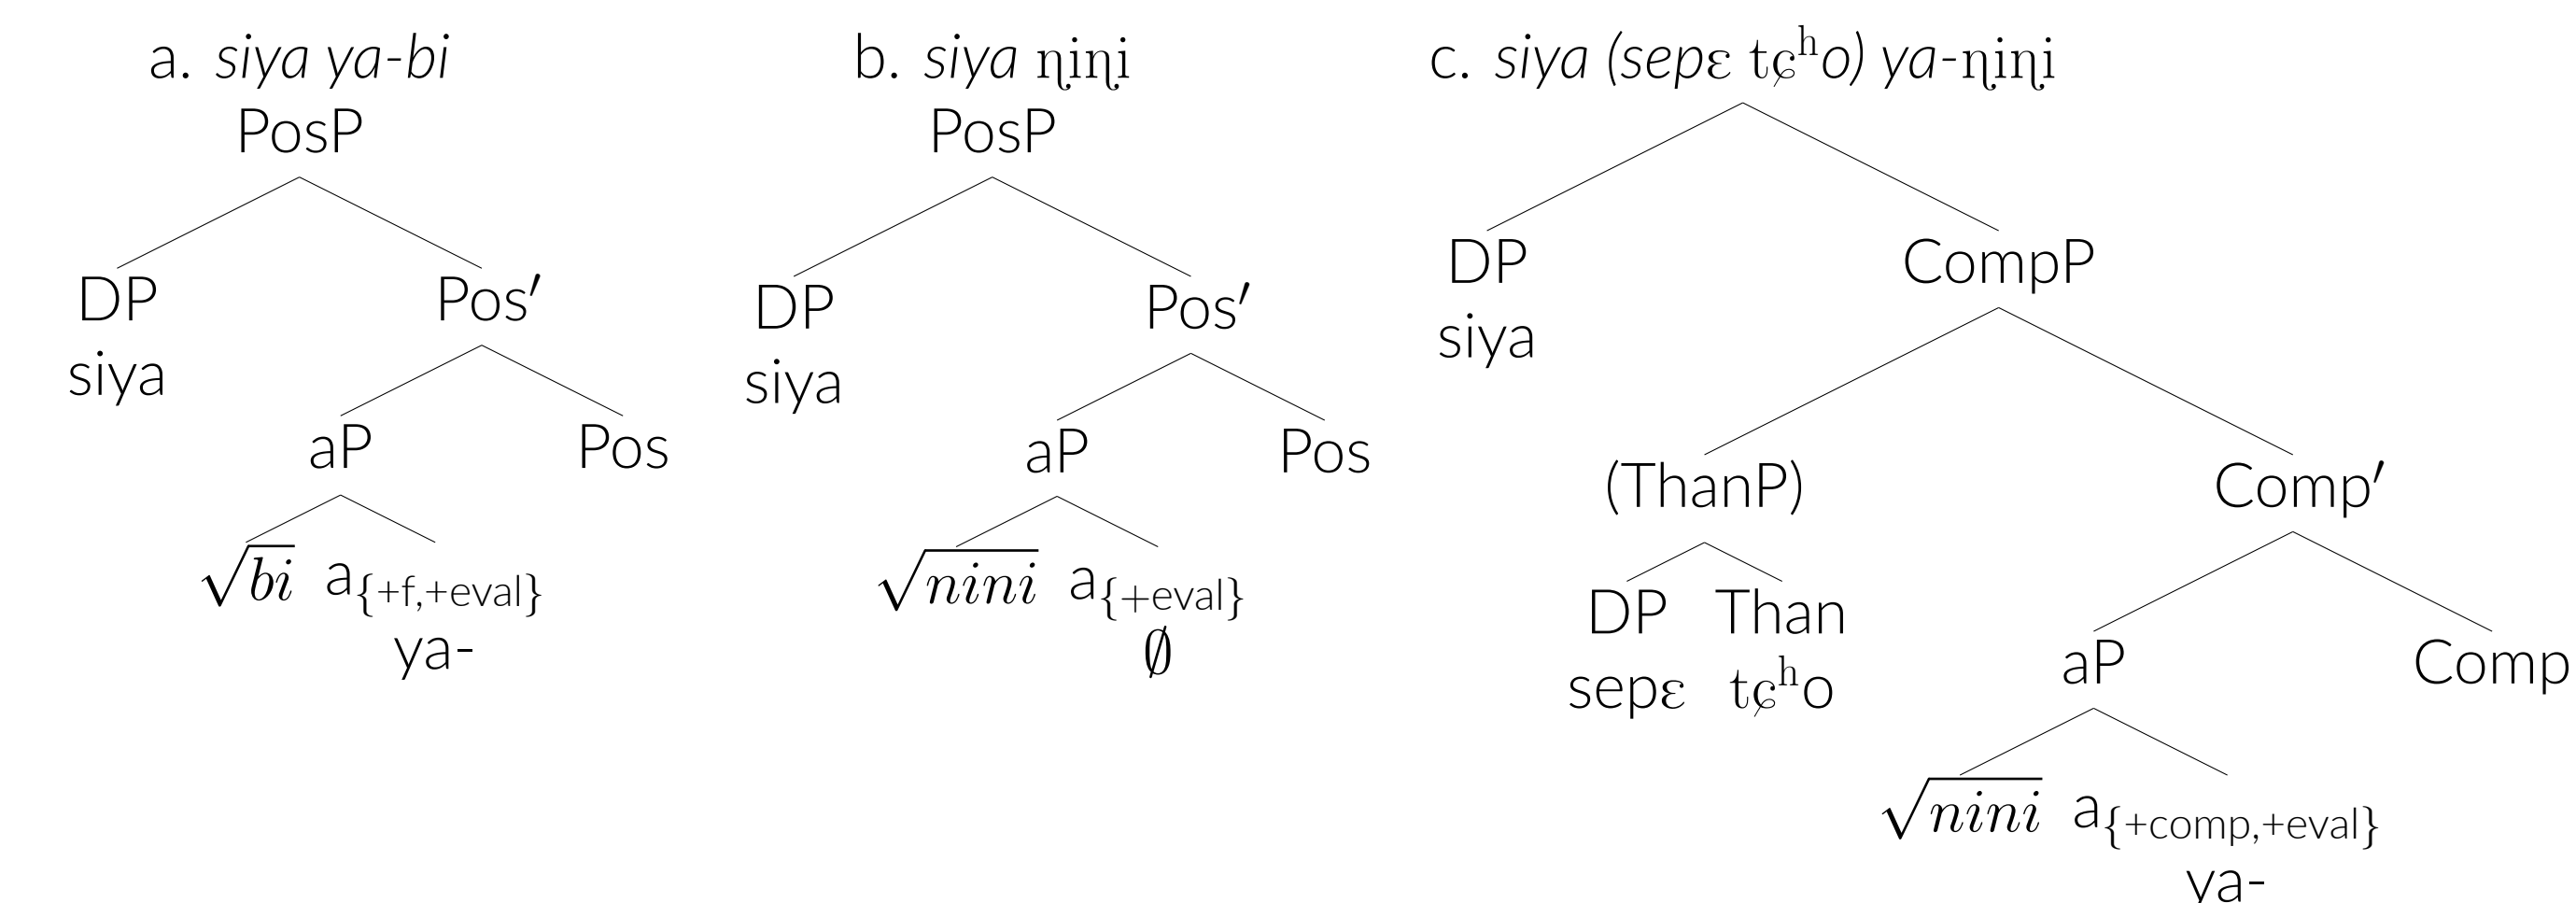 a. siya ya-bi
b. siya ɳiɳi
c. siya (sepɛ tɕʰo) ya-ɳiɳi
PosP
PosP
DP
Pos′
DP
Pos′
DP
CompP
siya
siya
siya
aP
Pos
aP
Pos
(ThanP)
Comp′
√bi a{+f,+eval}
ya-
√nini a{+eval}
∅
DP Than
sepɛ tɕʰo
aP
Comp
√nini a{+comp,+eval}
ya-